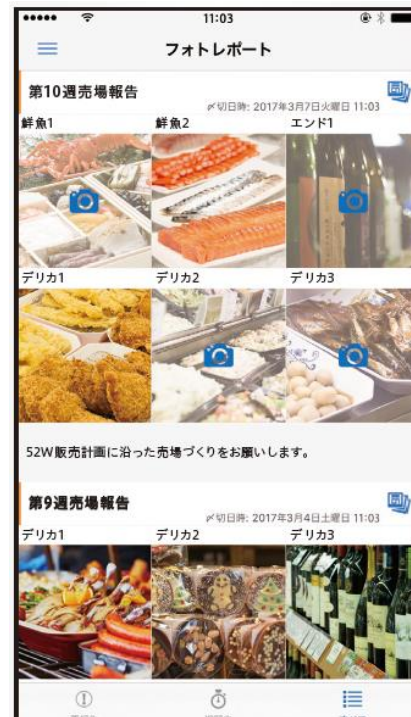 11:03
フォトレポート
第10週売場報告
〆切日時: 2017年3月7日火曜日 11:03
鮮魚1 鮮魚2 エンド1
デリカ1 デリカ2 デリカ3
52W販売計画に沿った売場づくりをお願いします。
第9週売場報告
〆切日時: 2017年3月4日土曜日 11:03
デリカ1 デリカ2 デリカ3